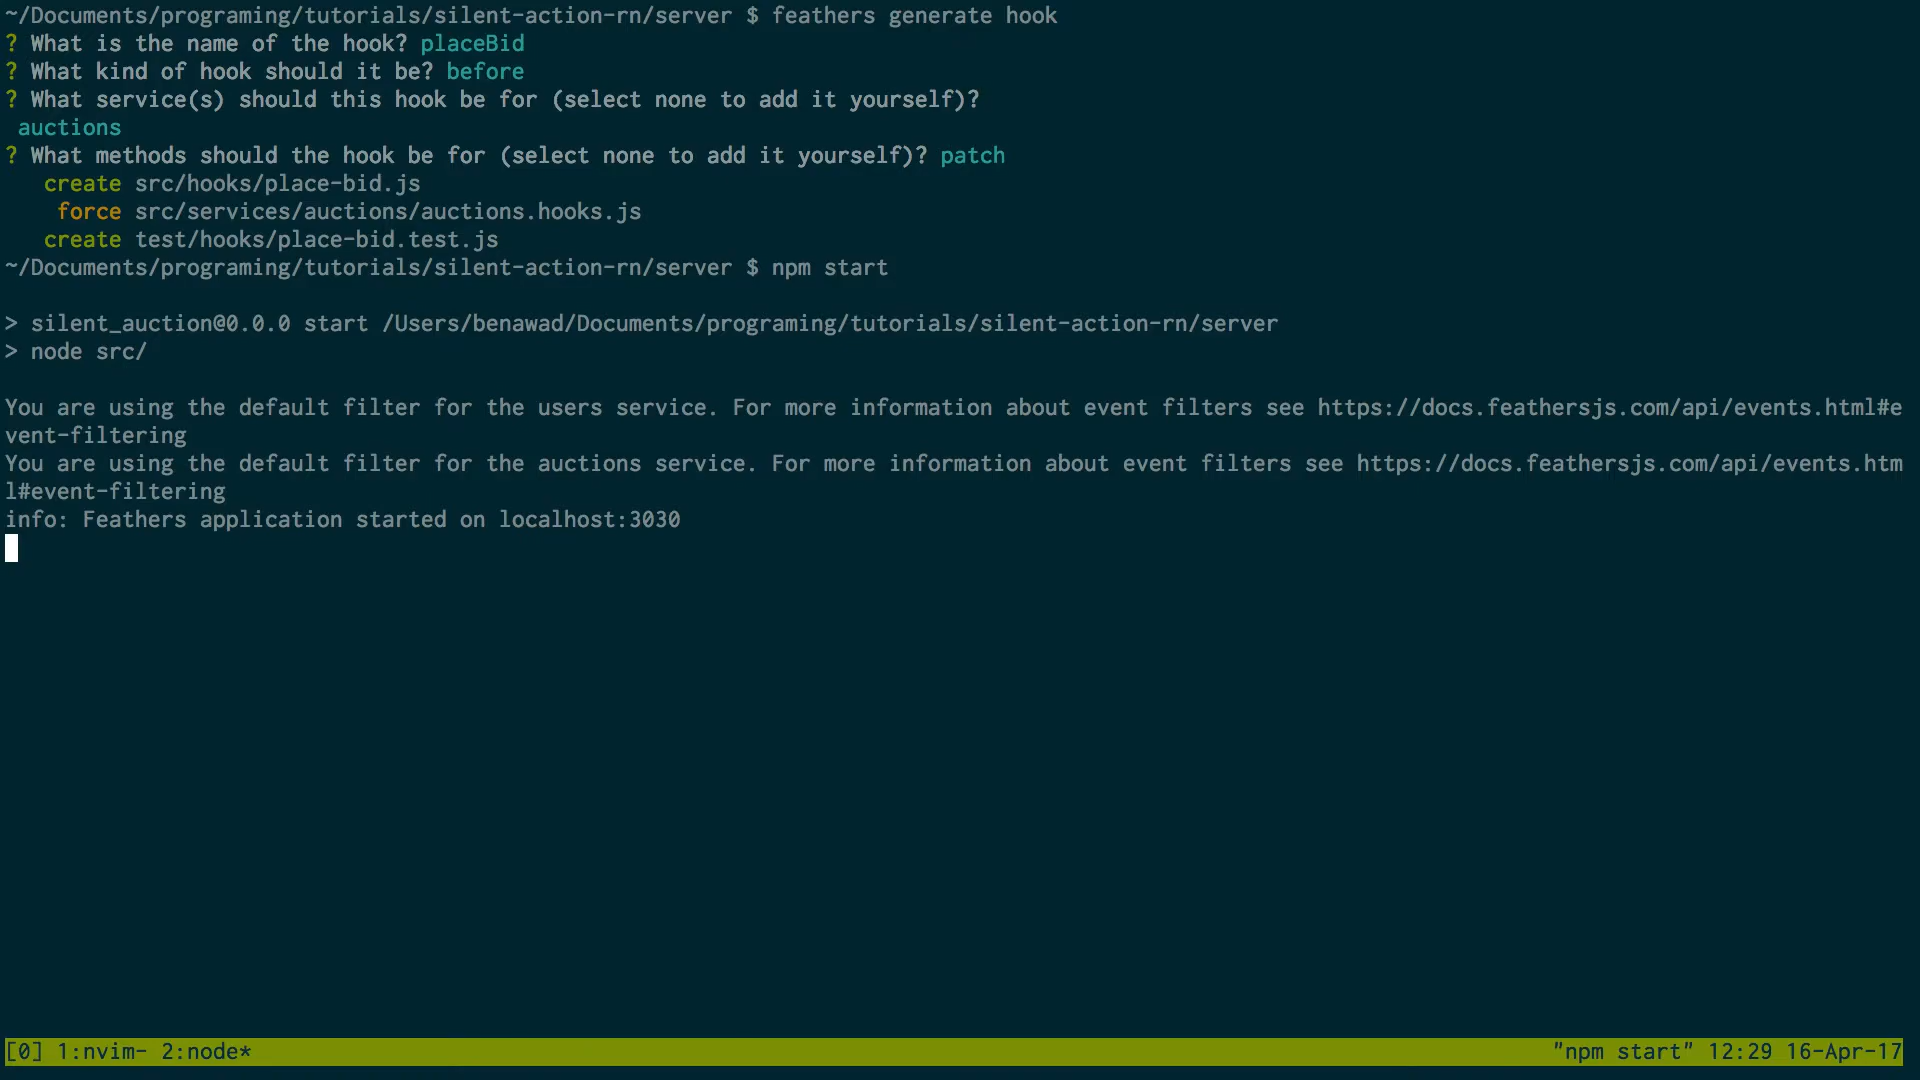 ~/Documents/programing/tutorials/silent-action-rn/server $ feathers generate hook
? What is the name of the hook? placeBid
? What kind of hook should it be? before
? What service(s) should this hook be for (select none to add it yourself)?
 auctions
? What methods should the hook be for (select none to add it yourself)? patch
   create src/hooks/place-bid.js
    force src/services/auctions/auctions.hooks.js
   create test/hooks/place-bid.test.js
~/Documents/programing/tutorials/silent-action-rn/server $ npm start
> silent_auction@0.0.0 start /Users/benawad/Documents/programing/tutorials/silent-action-rn/server
> node src/
You are using the default filter for the users service. For more information about event filters see https://docs.feathersjs.com/api/events.html#e
vent-filtering
You are using the default filter for the auctions service. For more information about event filters see https://docs.feathersjs.com/api/events.htm
l#event-filtering
info: Feathers application started on localhost:3030
[0] 1:nvim- 2:node* "npm start" 12:29 16-Apr-17